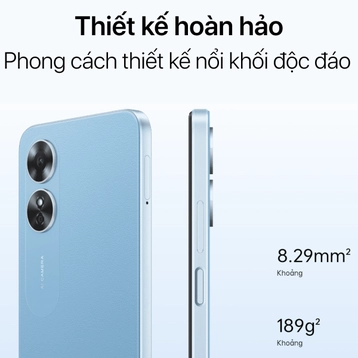 Thiết kế hoàn hảo
Phong cách thiết kế nổi khối độc đáo
8.29mm²
Khoảng
189g²
Khoảng